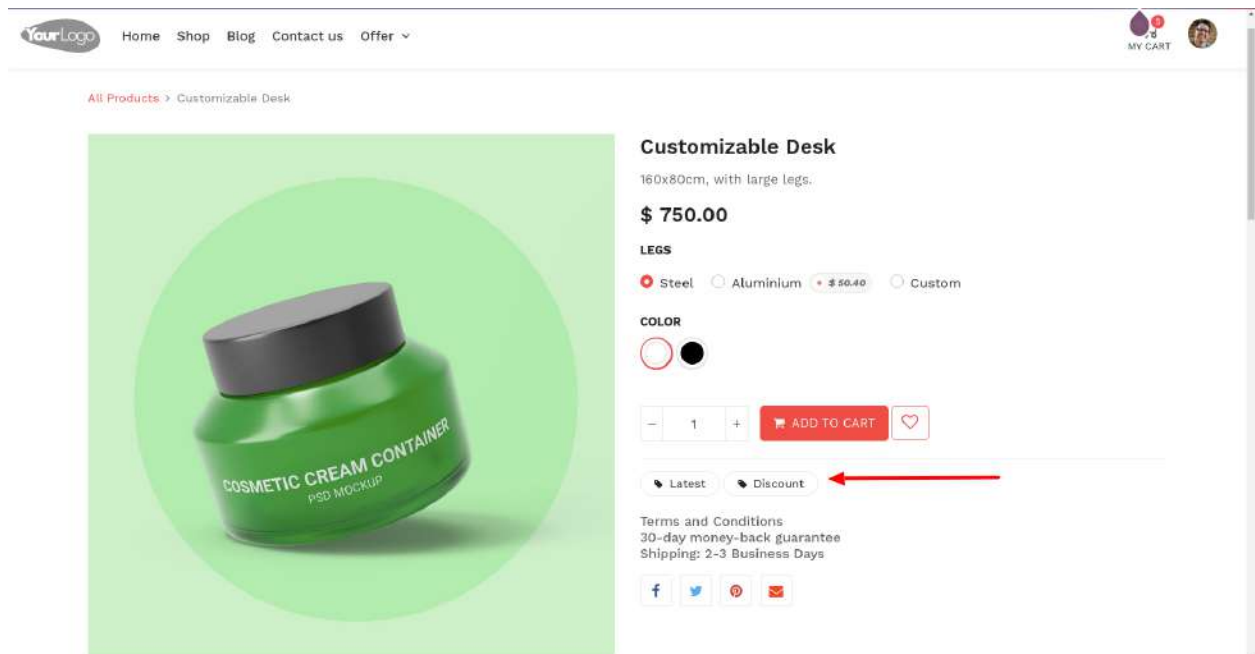 YourLogo Home Shop Blog Contact us Offer
3
MY CART
All Products > Customizable Desk
Customizable Desk
160x80cm, with large legs.
$ 750.00
LEGS
Steel Aluminium + $ 50.40 Custom
COLOR
- 1 + ADD TO CART
Latest Discount
Terms and Conditions
30-day money-back guarantee
Shipping: 2-3 Business Days
COSMETIC CREAM CONTAINER
PSD MOCKUP